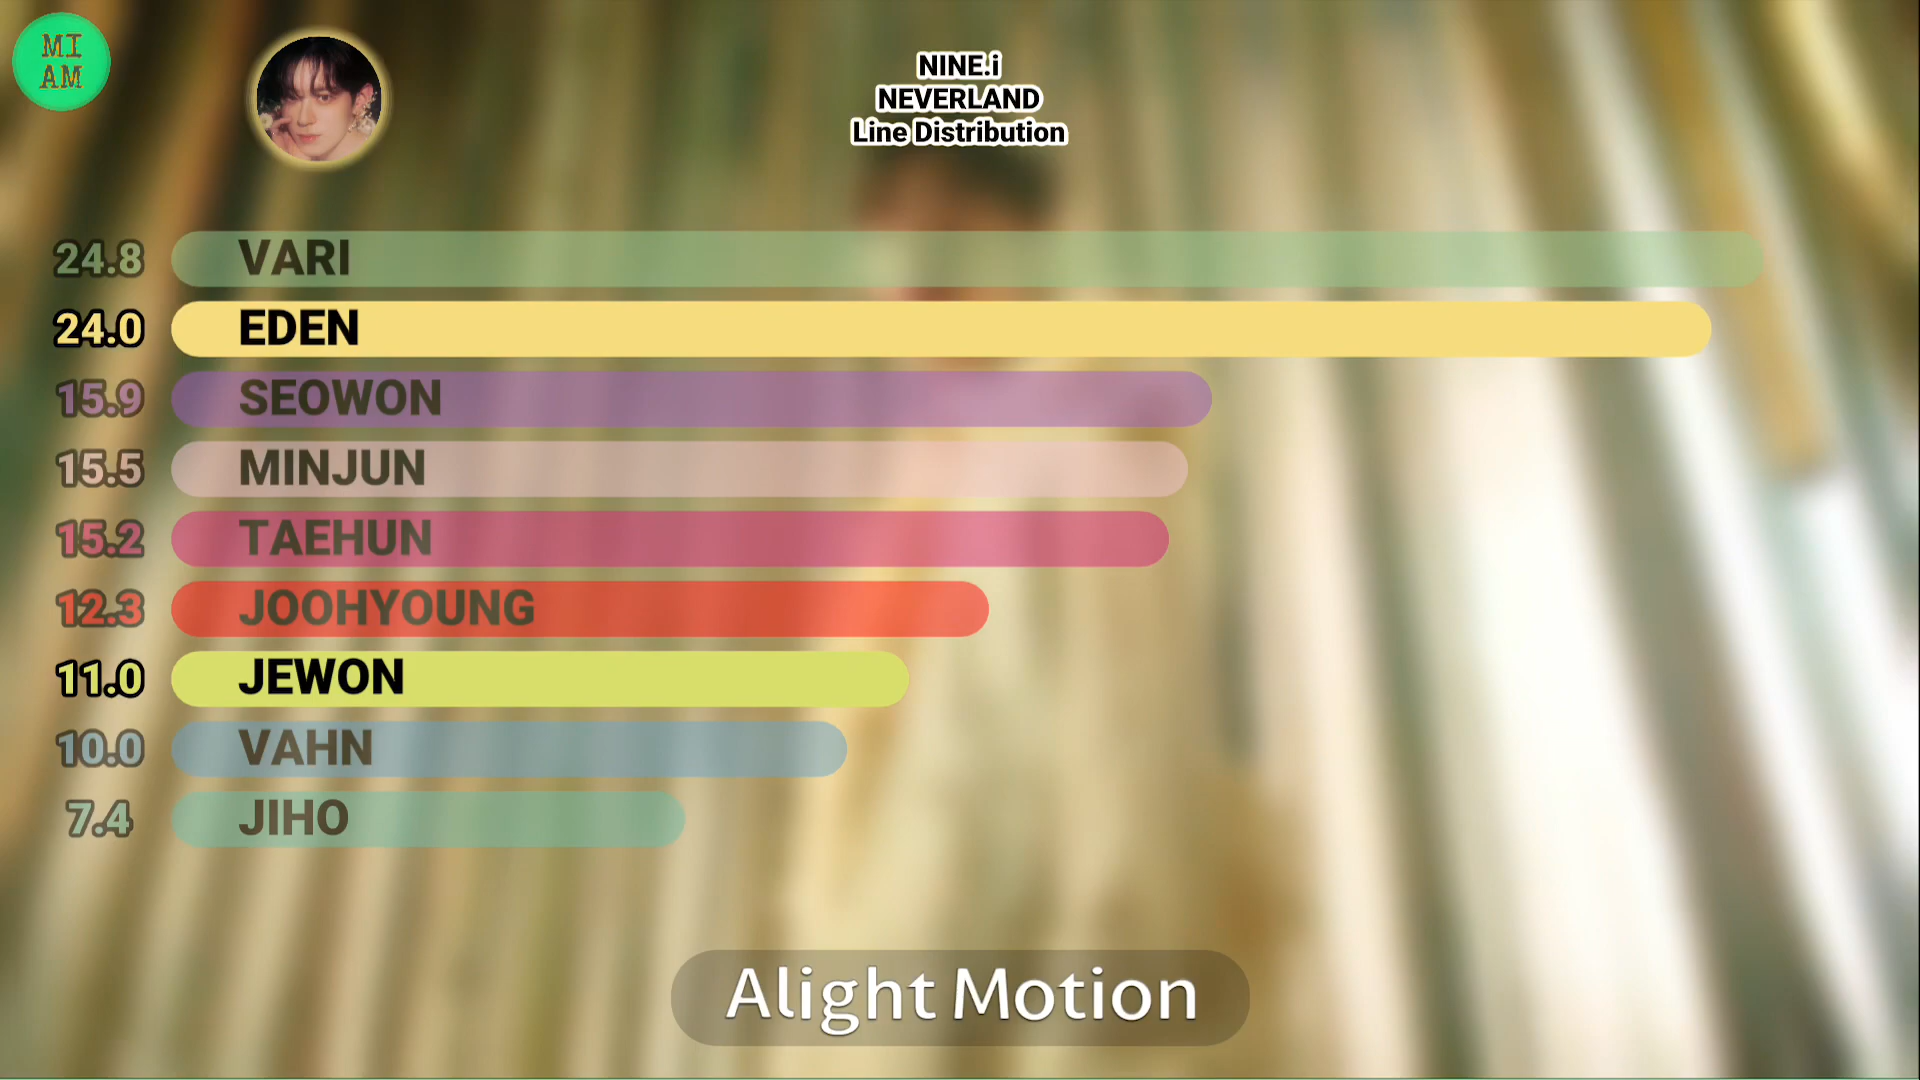 MI
AM
NINE.i
NEVERLAND
Line Distribution
24.8 VARI
24.0 EDEN
15.9 SEOWON
15.5 MINJUN
15.2 TAEHUN
12.3 JOOHYOUNG
11.0 JEWON
10.0 VAHN
7.4 JIHO
Alight Motion